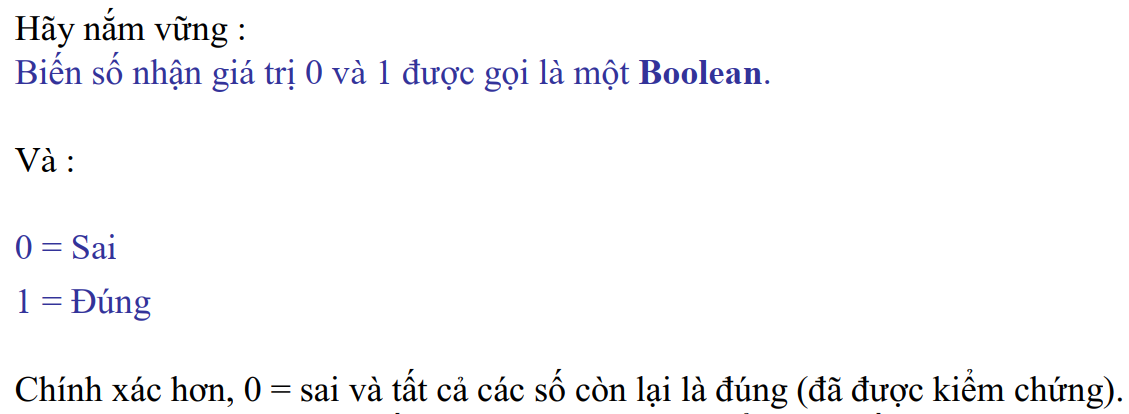 Hãy nắm vững :
Biến số nhận giá trị 0 và 1 được gọi là một Boolean.
Và :
0 = Sai
1 = Đúng
Chính xác hơn, 0 = sai và tất cả các số còn lại là đúng (đã được kiểm chứng).